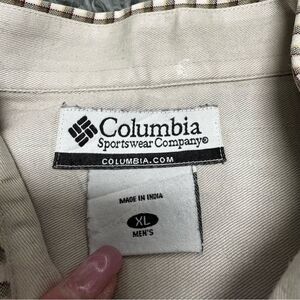 Columbia
Sportswear Company®
COLUMBIA.COM
MADE IN INDIA
XL
MEN'S